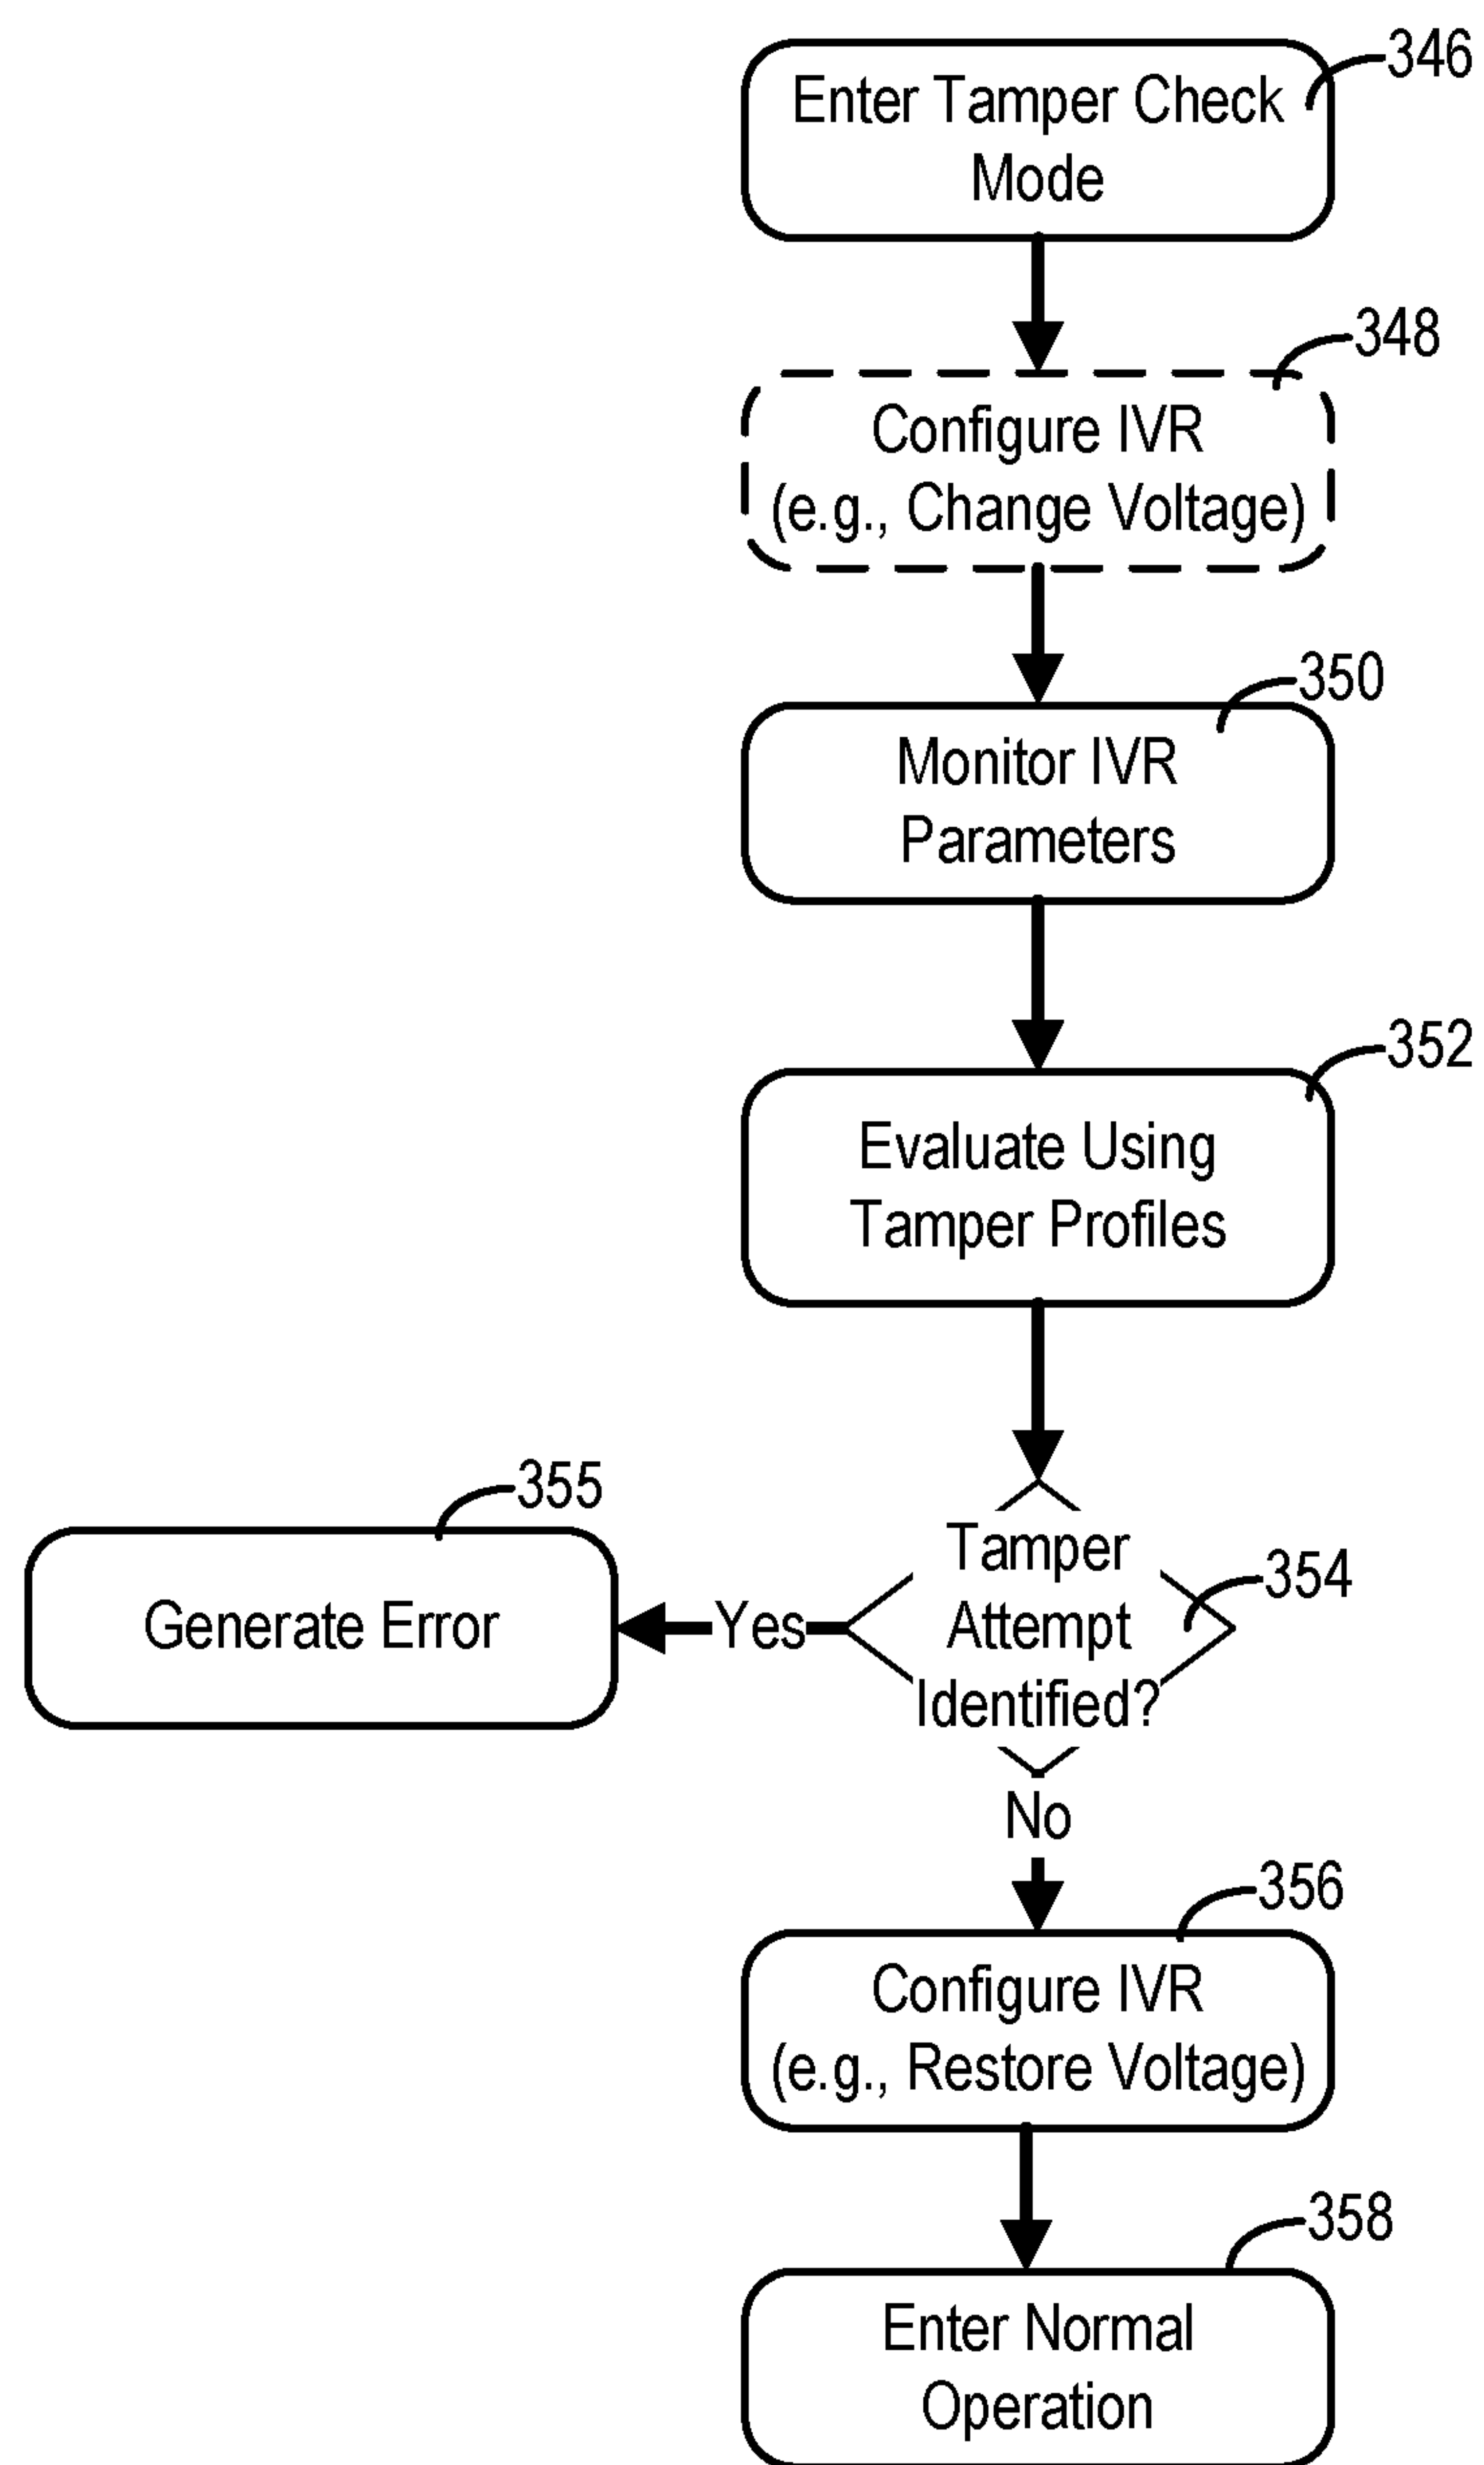 346
Enter Tamper Check
Mode
348
Configure IVR
(e.g., Change Voltage)
350
Monitor IVR
Parameters
352
Evaluate Using
Tamper Profiles
355
Generate Error
Yes
Tamper
Attempt
Identified?
354
No
356
Configure IVR
(e.g., Restore Voltage)
358
Enter Normal
Operation